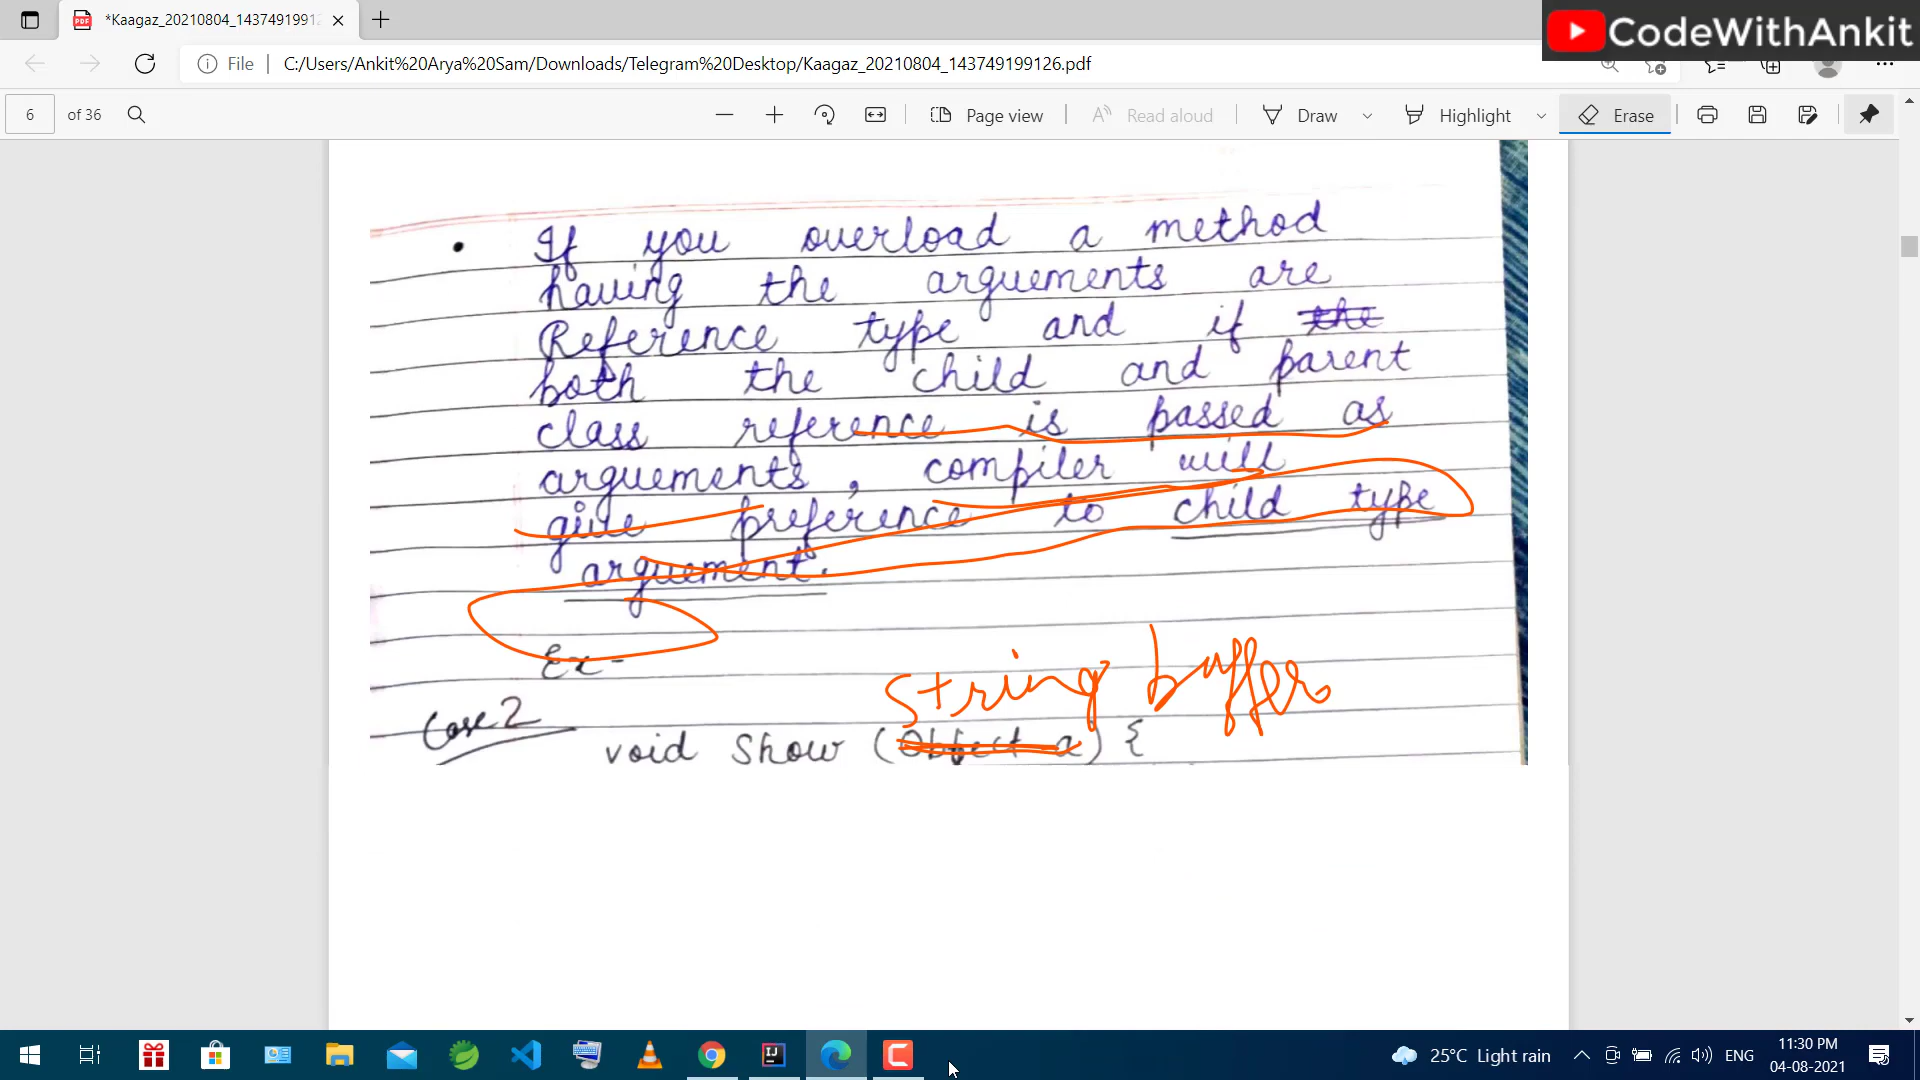 *Kaagaz_20210804_14374919912
CodeWithAnkit
File
C:/Users/Ankit%20Arya%20Sam/Downloads/Telegram%20Desktop/Kaagaz_20210804_143749199126.pdf
6 of 36
Page view
Read aloud
Draw
Highlight
Erase
• If you overload a method
having the arguements are
Reference type and if the
both the child and parent
class reference is passed as
arguements, compiler will
give preference to child type
arguement.
Ex-
String buffer
Case 2
void Show (Object a) {
25°C Light rain
ENG
11:30 PM
04-08-2021